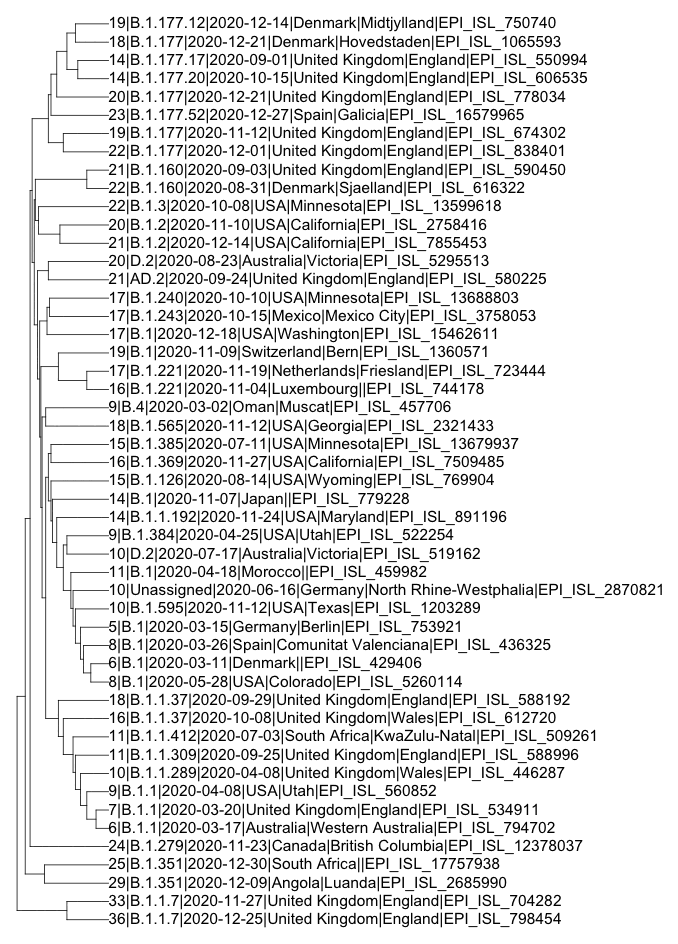 19|B.1.177.12|2020-12-14|Denmark|Midtjylland|EPI_ISL_750740
18|B.1.177|2020-12-21|Denmark|Hovedstaden|EPI_ISL_1065593
14|B.1.177.17|2020-09-01|United Kingdom|England|EPI_ISL_550994
14|B.1.177.20|2020-10-15|United Kingdom|England|EPI_ISL_606535
20|B.1.177|2020-12-21|United Kingdom|England|EPI_ISL_778034
23|B.1.177.52|2020-12-27|Spain|Galicia|EPI_ISL_16579965
19|B.1.177|2020-11-12|United Kingdom|England|EPI_ISL_674302
22|B.1.177|2020-12-01|United Kingdom|England|EPI_ISL_838401
21|B.1.160|2020-09-03|United Kingdom|England|EPI_ISL_590450
22|B.1.160|2020-08-31|Denmark|Sjaelland|EPI_ISL_616322
22|B.1.3|2020-10-08|USA|Minnesota|EPI_ISL_13599618
20|B.1.2|2020-11-10|USA|California|EPI_ISL_2758416
21|B.1.2|2020-12-14|USA|California|EPI_ISL_7855453
20|D.2|2020-08-23|Australia|Victoria|EPI_ISL_5295513
21|AD.2|2020-09-24|United Kingdom|England|EPI_ISL_580225
17|B.1.240|2020-10-10|USA|Minnesota|EPI_ISL_13688803
17|B.1.243|2020-10-15|Mexico|Mexico City|EPI_ISL_3758053
17|B.1|2020-12-18|USA|Washington|EPI_ISL_15462611
19|B.1|2020-11-09|Switzerland|Bern|EPI_ISL_1360571
17|B.1.221|2020-11-19|Netherlands|Friesland|EPI_ISL_723444
16|B.1.221|2020-11-04|Luxembourg||EPI_ISL_744178
9|B.4|2020-03-02|Oman|Muscat|EPI_ISL_457706
18|B.1.565|2020-11-12|USA|Georgia|EPI_ISL_2321433
15|B.1.385|2020-07-11|USA|Minnesota|EPI_ISL_13679937
16|B.1.369|2020-11-27|USA|California|EPI_ISL_7509485
15|B.1.126|2020-08-14|USA|Wyoming|EPI_ISL_769904
14|B.1|2020-11-07|Japan||EPI_ISL_779228
14|B.1.1.192|2020-11-24|USA|Maryland|EPI_ISL_891196
9|B.1.384|2020-04-25|USA|Utah|EPI_ISL_522254
10|D.2|2020-07-17|Australia|Victoria|EPI_ISL_519162
11|B.1|2020-04-18|Morocco||EPI_ISL_459982
10|Unassigned|2020-06-16|Germany|North Rhine-Westphalia|EPI_ISL_2870821
10|B.1.595|2020-11-12|USA|Texas|EPI_ISL_1203289
5|B.1|2020-03-15|Germany|Berlin|EPI_ISL_753921
8|B.1|2020-03-26|Spain|Comunitat Valenciana|EPI_ISL_436325
6|B.1|2020-03-11|Denmark||EPI_ISL_429406
8|B.1|2020-05-28|USA|Colorado|EPI_ISL_5260114
18|B.1.1.37|2020-09-29|United Kingdom|England|EPI_ISL_588192
16|B.1.1.37|2020-10-08|United Kingdom|Wales|EPI_ISL_612720
11|B.1.1.412|2020-07-03|South Africa|KwaZulu-Natal|EPI_ISL_509261
11|B.1.1.309|2020-09-25|United Kingdom|England|EPI_ISL_588996
10|B.1.1.289|2020-04-08|United Kingdom|Wales|EPI_ISL_446287
9|B.1.1|2020-04-08|USA|Utah|EPI_ISL_560852
7|B.1.1|2020-03-20|United Kingdom|England|EPI_ISL_534911
6|B.1.1|2020-03-17|Australia|Western Australia|EPI_ISL_794702
24|B.1.279|2020-11-23|Canada|British Columbia|EPI_ISL_12378037
25|B.1.351|2020-12-30|South Africa||EPI_ISL_17757938
29|B.1.351|2020-12-09|Angola|Luanda|EPI_ISL_2685990
33|B.1.1.7|2020-11-27|United Kingdom|England|EPI_ISL_704282
36|B.1.1.7|2020-12-25|United Kingdom|England|EPI_ISL_798454